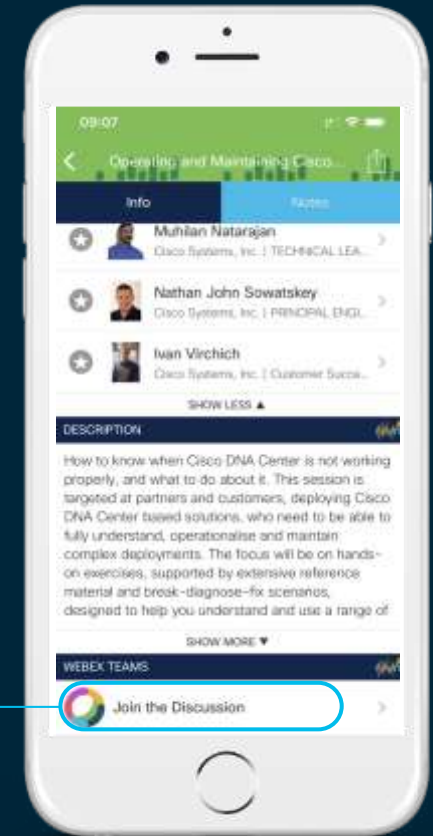 09:07
Operating and Maintaining Cisco...
Info
Notes
Muhilan Natarajan
Cisco Systems, Inc. | TECHNICAL LEA...
Nathan John Sowatskey
Cisco Systems, Inc. | PRINCIPAL ENGI...
Ivan Virchich
Cisco Systems, Inc. | Customer Succe...
SHOW LESS ▲
DESCRIPTION
How to know when Cisco DNA Center is not working
properly, and what to do about it. This session is
targeted at partners and customers, deploying Cisco
DNA Center based solutions, who need to be able to
fully understand, operationalise and maintain
complex deployments. The focus will be on hands-
on exercises, supported by extensive reference
material and break-diagnose-fix scenarios,
designed to help you understand and use a range of
SHOW MORE ▼
WEBEX TEAMS
Join the Discussion